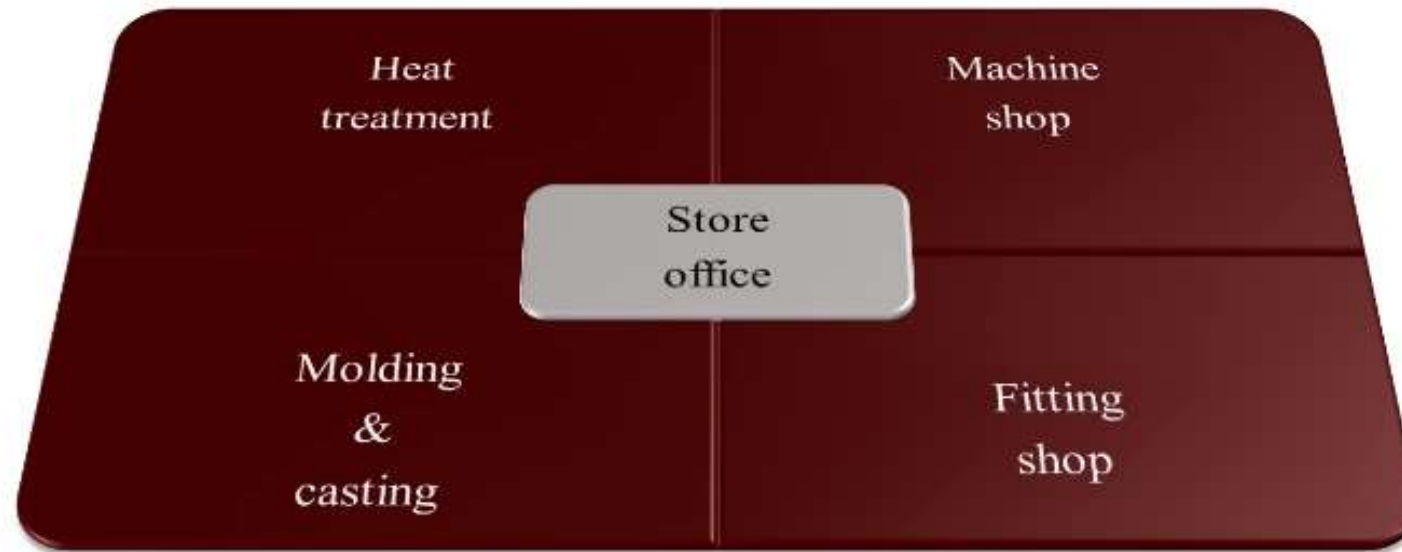 Heat
treatment
Machine
shop
Store
office
Molding
&
casting
Fitting
shop